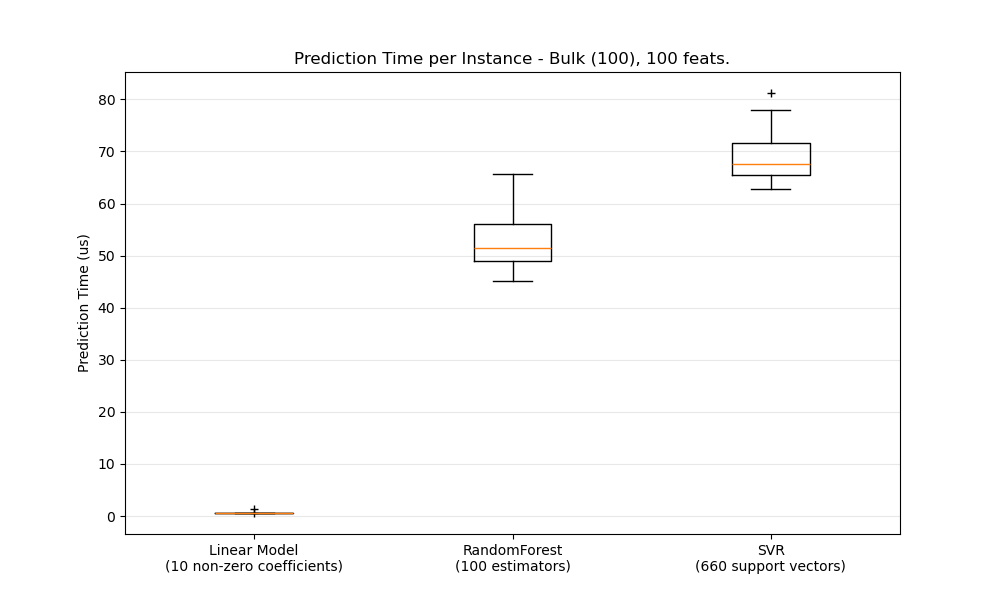 Prediction Time per Instance - Bulk (100), 100 feats.
Prediction Time (us)
80
70
60
50
40
30
20
10
0
Linear Model
(10 non-zero coefficients)
RandomForest
(100 estimators)
SVR
(660 support vectors)